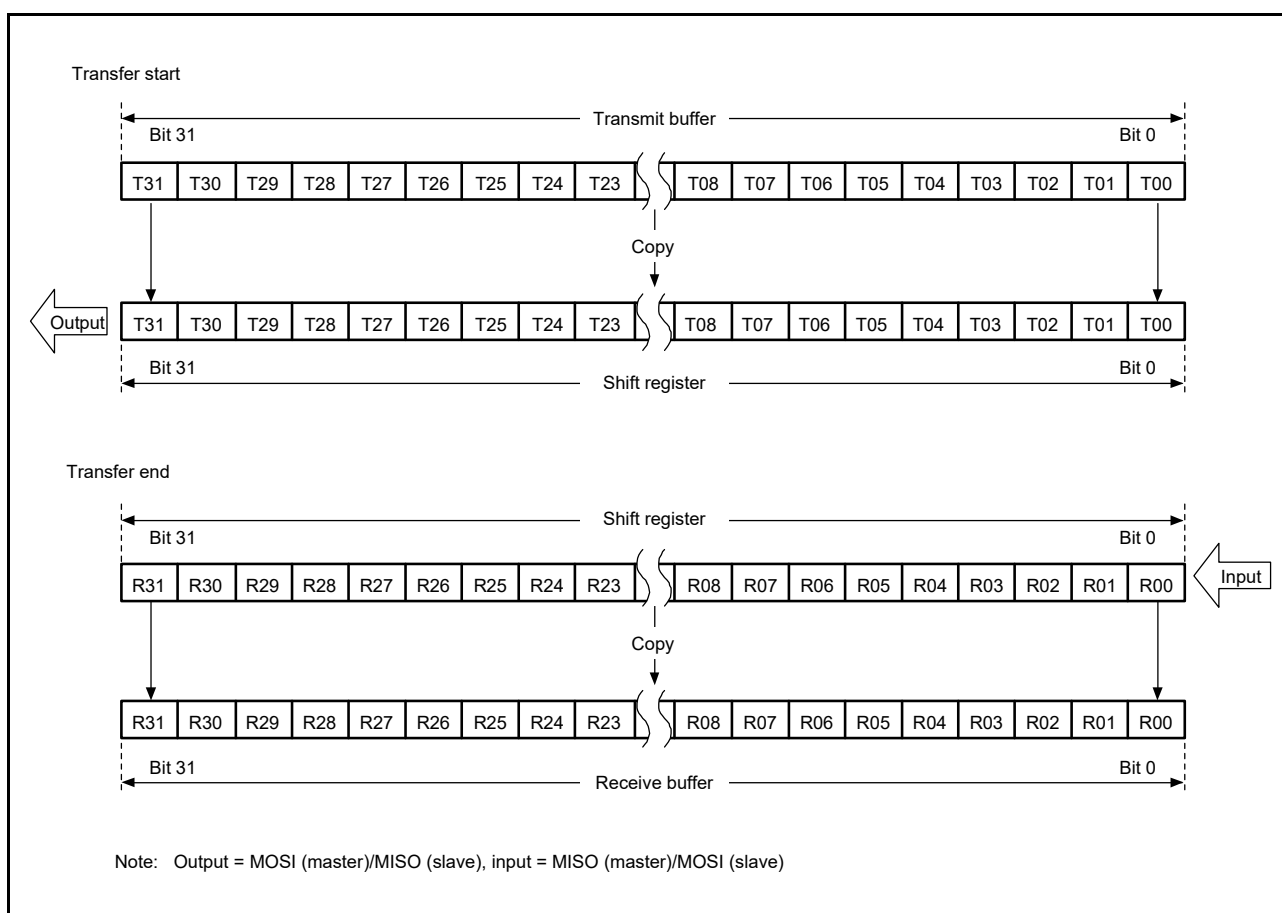 Transfer start
Transmit buffer
Bit 31 Bit 0
T31 T30 T29 T28 T27 T26 T25 T24 T23 T08 T07 T06 T05 T04 T03 T02 T01 T00
Copy
Output T31 T30 T29 T28 T27 T26 T25 T24 T23 T08 T07 T06 T05 T04 T03 T02 T01 T00
Bit 31 Bit 0
Shift register
Transfer end
Shift register
Bit 31 Bit 0
R31 R30 R29 R28 R27 R26 R25 R24 R23 R08 R07 R06 R05 R04 R03 R02 R01 R00 Input
Copy
R31 R30 R29 R28 R27 R26 R25 R24 R23 R08 R07 R06 R05 R04 R03 R02 R01 R00
Bit 31 Bit 0
Receive buffer
Note: Output = MOSI (master)/MISO (slave), input = MISO (master)/MOSI (slave)